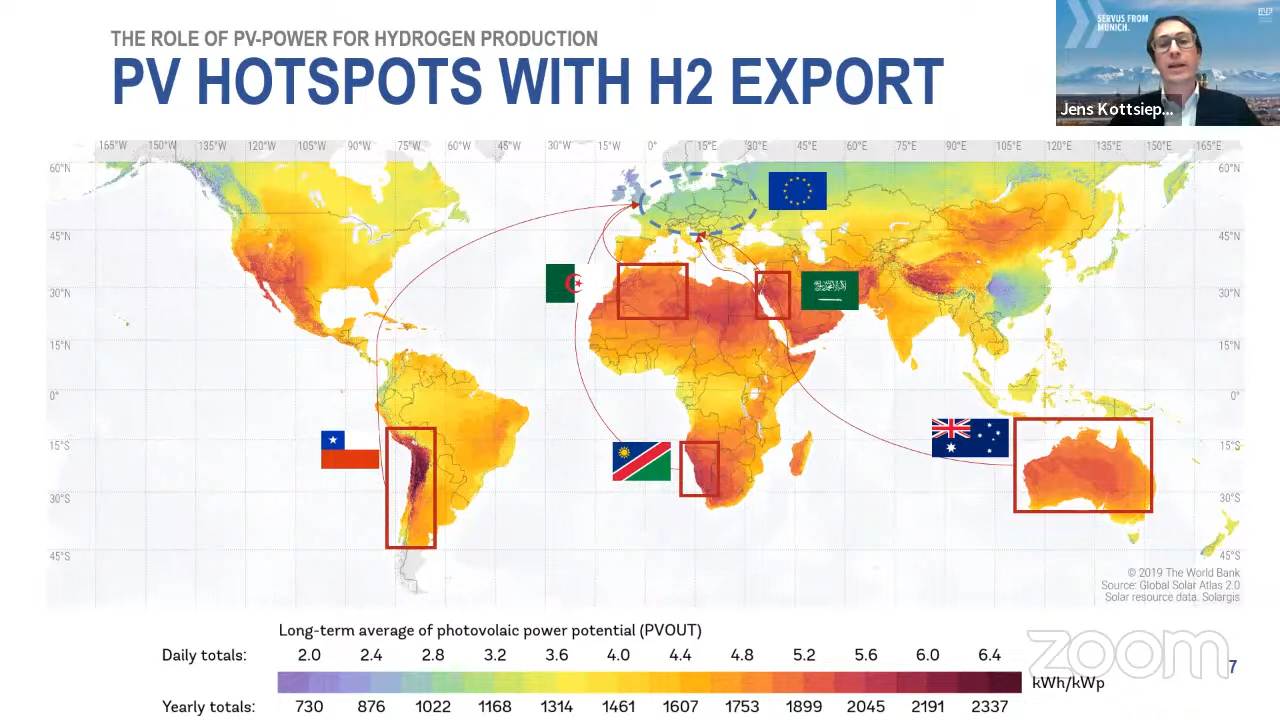 THE ROLE OF PV-POWER FOR HYDROGEN PRODUCTION
PV HOTSPOTS WITH H2 EXPORT
SERVUS FROM
MUNICH.
Jens Kottsiep...
165°W 150°W 135°W 120°W 105°W 90°W 75°W 60°W 45°W 30°W 15°W 0° 15°E 30°E 45°E 60°E 75°E 90°E 105°E 120°E 135°E 150°E 165°E
60°N 60°N
45°N 45°N
30°N 30°N
15°N 15°N
0° 0°
15°S 15°S
30°S 30°S
45°S 45°S
© 2019 The World Bank
Source: Global Solar Atlas 2.0
Solar resource data. Solargis
Long-term average of photovolaic power potential (PVOUT)
Daily totals: 2.0 2.4 2.8 3.2 3.6 4.0 4.4 4.8 5.2 5.6 6.0 6.4
zoom 7
kWh/kWp
Yearly totals: 730 876 1022 1168 1314 1461 1607 1753 1899 2045 2191 2337